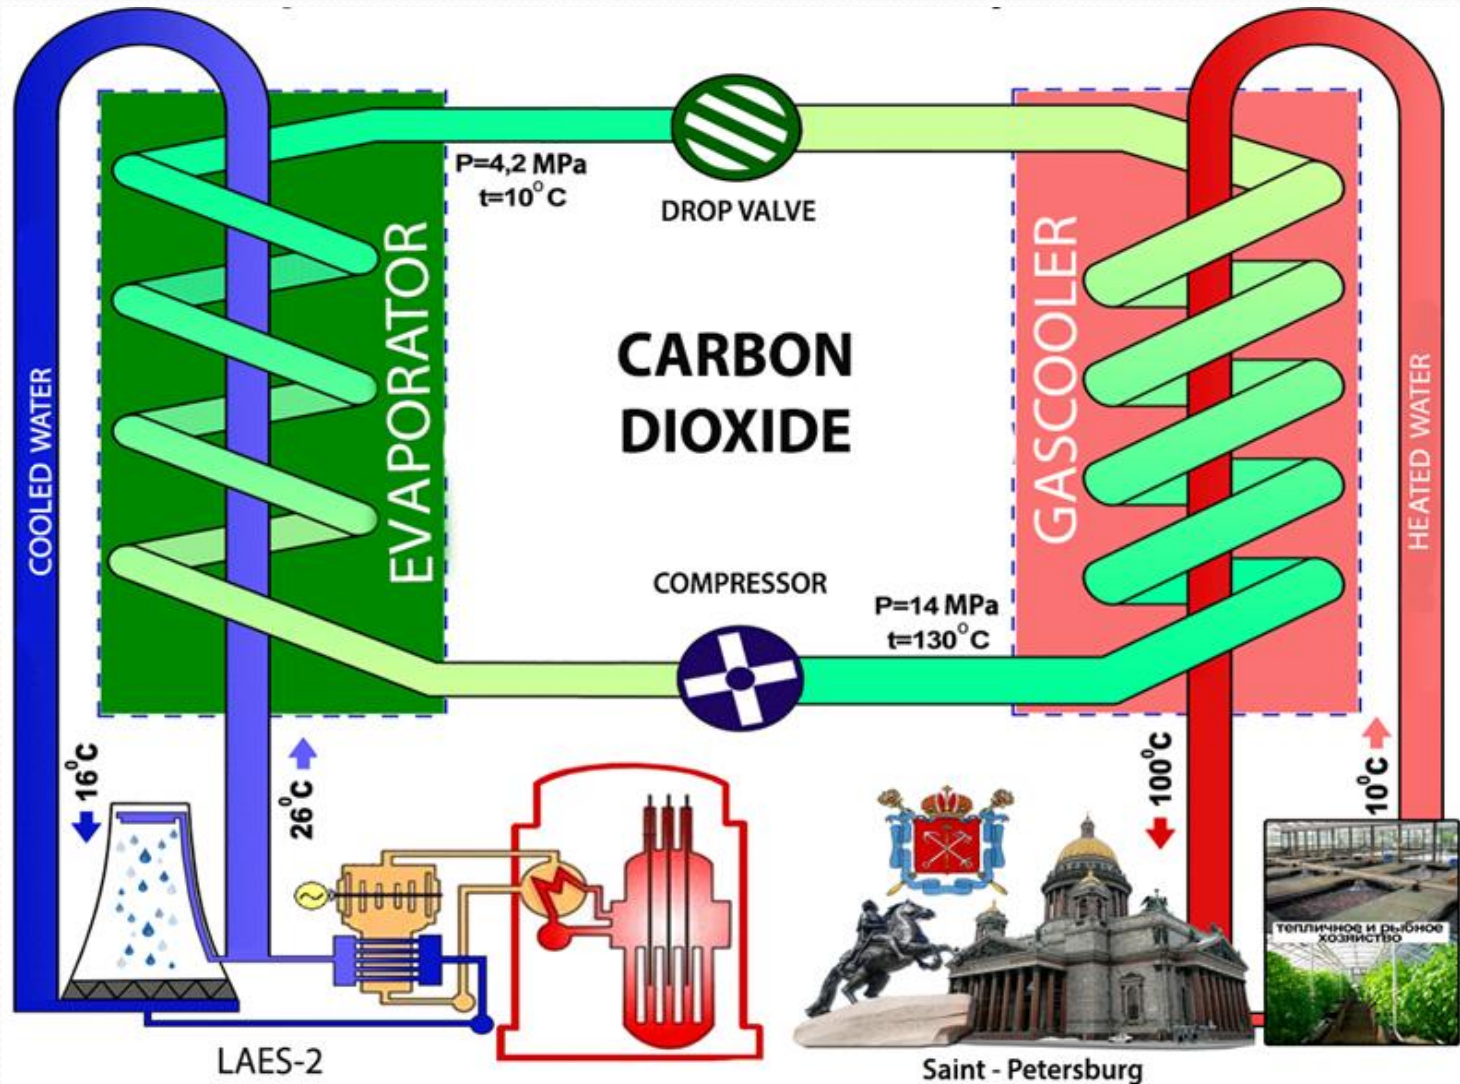 P=4,2 MPa
t=10°C
DROP VALVE
EVAPORATOR
GASCOOLER
COOLED WATER
HEATED WATER
CARBON
DIOXIDE
COMPRESSOR
P=14 MPa
t=130°C
16°C
26°C
100°C
10°C
тепличное и рыбное
хозяйство
LAES-2
Saint - Petersburg